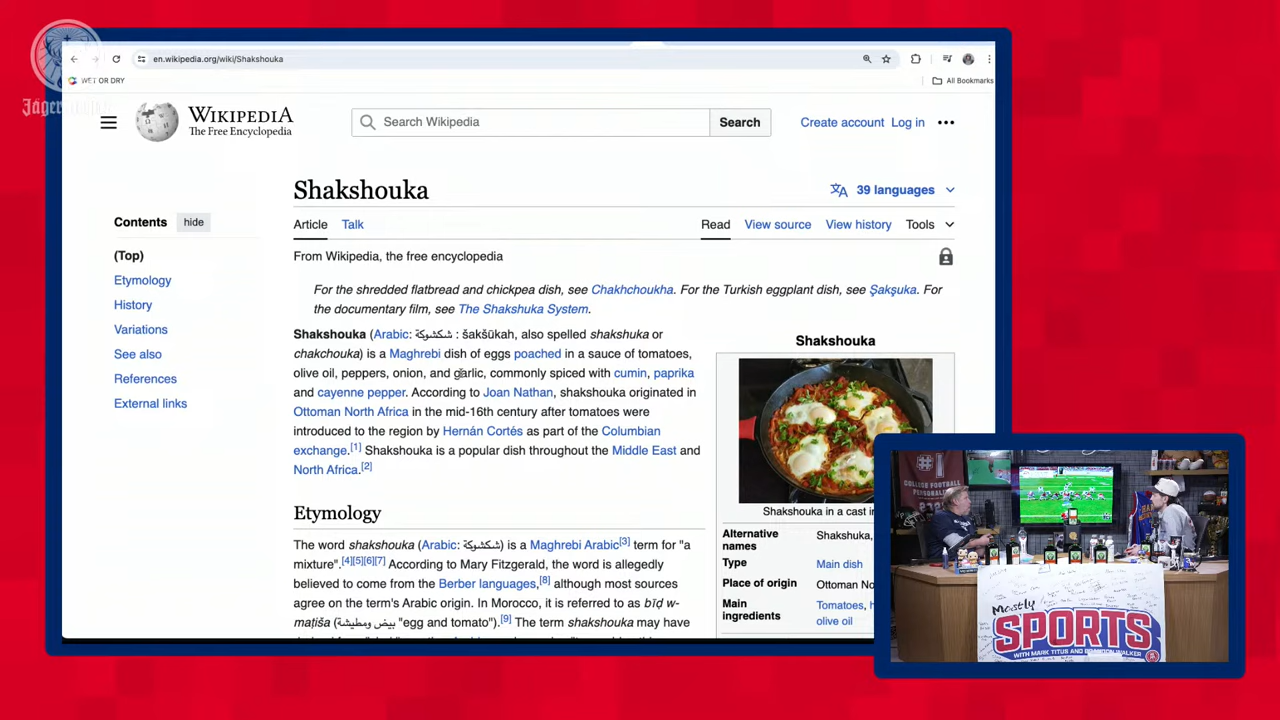 en.wikipedia.org/wiki/Shakshouka
WET OR DRY
All Bookmarks
WIKIPEDIA
The Free Encyclopedia
Search Wikipedia
Search
Create account
Log in
Shakshouka
39 languages
Contents
hide
(Top)
Etymology
History
Variations
See also
References
External links
Article
Talk
Read
View source
View history
Tools
From Wikipedia, the free encyclopedia
For the shredded flatbread and chickpea dish, see Chakhchoukha. For the Turkish eggplant dish, see Şakşuka. For
the documentary film, see The Shakshuka System.
Shakshouka (Arabic: شكشوكة : šakšūkah, also spelled shakshuka or
chakchouka) is a Maghrebi dish of eggs poached in a sauce of tomatoes,
olive oil, peppers, onion, and garlic, commonly spiced with cumin, paprika
and cayenne pepper. According to Joan Nathan, shakshouka originated in
Ottoman North Africa in the mid-16th century after tomatoes were
introduced to the region by Hernán Cortés as part of the Columbian
exchange.[1] Shakshouka is a popular dish throughout the Middle East and
North Africa.[2]
Etymology
The word shakshouka (Arabic: شكشوكة) is a Maghrebi Arabic[3] term for "a
mixture".[4][5][6][7] According to Mary Fitzgerald, the word is allegedly
believed to come from the Berber languages,[8] although most sources
agree on the term's Arabic origin. In Morocco, it is referred to as bīḍ w-
maṭiša (بيض ومطيشة "egg and tomato").[9] The term shakshuka may have
Shakshouka
Shakshouka in a cast i
Alternative
names
Shakshuka,
Type
Main dish
Place of origin
Ottoman No
Main
ingredients
Tomatoes,
olive oil
#1
COLLEGE FOOTBALL
Mostly
SPORTS
WITH MARK TITUS AND BRANDON WALKER